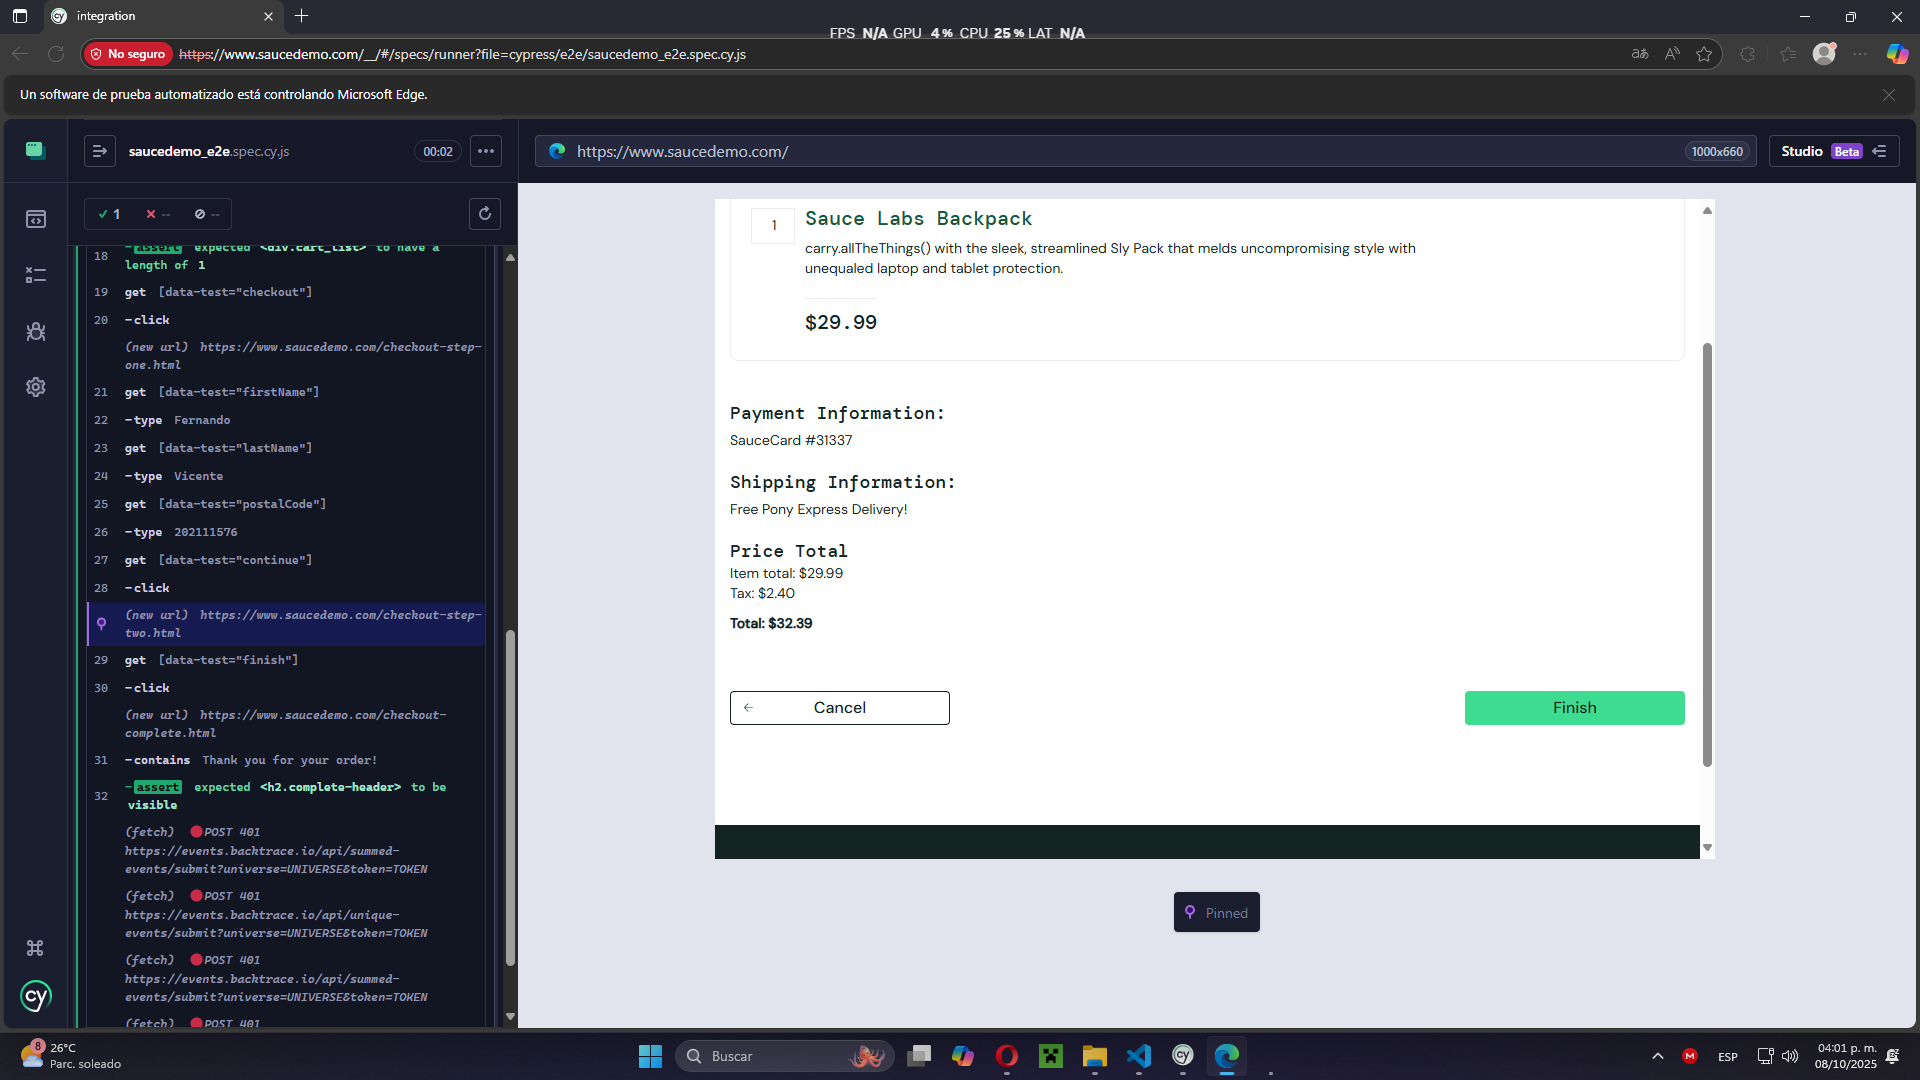 integration
FPS N/A GPU 4 % CPU 25 % LAT N/A
No seguro https://www.saucedemo.com/__/#/specs/runner?file=cypress/e2e/saucedemo_e2e.spec.cy.js
Un software de prueba automatizado está controlando Microsoft Edge.
saucedemo_e2e.spec.cy.js 00:02
https://www.saucedemo.com/ 1000x660 Studio Beta
1 -- --
18 -assert expected <div.cart_list> to have a
length of 1
19 get [data-test="checkout"]
20 -click
(new url) https://www.saucedemo.com/checkout-step-
one.html
21 get [data-test="firstName"]
22 -type Fernando
23 get [data-test="lastName"]
24 -type Vicente
25 get [data-test="postalCode"]
26 -type 202111576
27 get [data-test="continue"]
28 -click
(new url) https://www.saucedemo.com/checkout-step-
two.html
29 get [data-test="finish"]
30 -click
(new url) https://www.saucedemo.com/checkout-
complete.html
31 -contains Thank you for your order!
32 -assert expected <h2.complete-header> to be
visible
(fetch) POST 401
https://events.backtrace.io/api/summed-
events/submit?universe=UNIVERSE&token=TOKEN
(fetch) POST 401
https://events.backtrace.io/api/unique-
events/submit?universe=UNIVERSE&token=TOKEN
(fetch) POST 401
https://events.backtrace.io/api/summed-
events/submit?universe=UNIVERSE&token=TOKEN
(fetch) POST 401
cy
1 Sauce Labs Backpack
carry.allTheThings() with the sleek, streamlined Sly Pack that melds uncompromising style with
unequaled laptop and tablet protection.
$29.99
Payment Information:
SauceCard #31337
Shipping Information:
Free Pony Express Delivery!
Price Total
Item total: $29.99
Tax: $2.40
Total: $32.39
Cancel
Finish
Pinned
8
26°C
Parc. soleado
Buscar
ESP
04:01 p. m.
08/10/2025